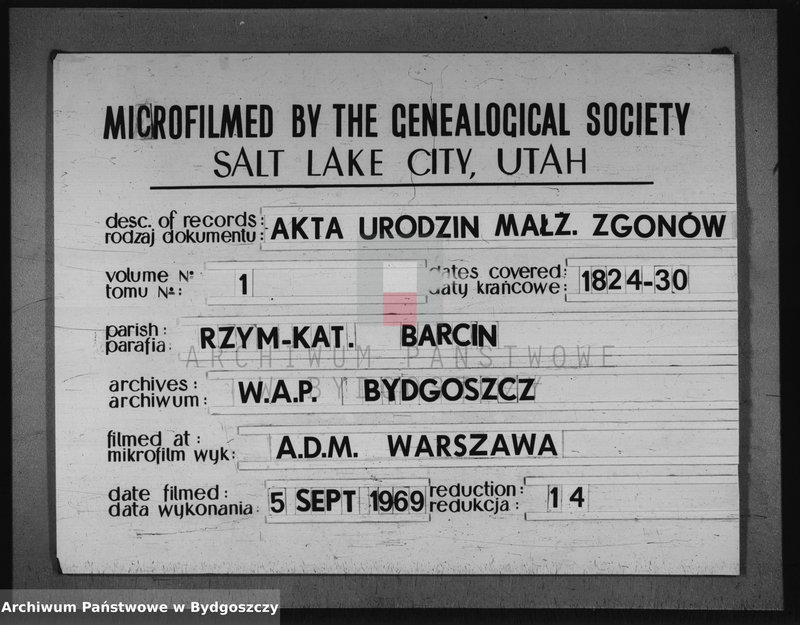 MICROFILMED BY THE GENEALOGICAL SOCIETY
SALT LAKE CITY, UTAH
desc. of records:
rodzaj dokumentu:
AKTA URODZIN MAŁŻ. ZGONÓW
volume Nº
tomu Nº:
1
dates covered:
daty krańcowe:
1824-30
parish:
parafia:
RZYM-KAT. BARCIN
ARCHIWUM PAŃSTWOWE
W BYDGOSZCZY
archives:
archiwum:
W.A.P. BYDGOSZCZ
filmed at:
mikrofilm wyk:
A.D.M. WARSZAWA
date filmed:
data wykonania:
5 SEPT 1969
reduction:
redukcja:
14
Archiwum Państwowe w Bydgoszczy